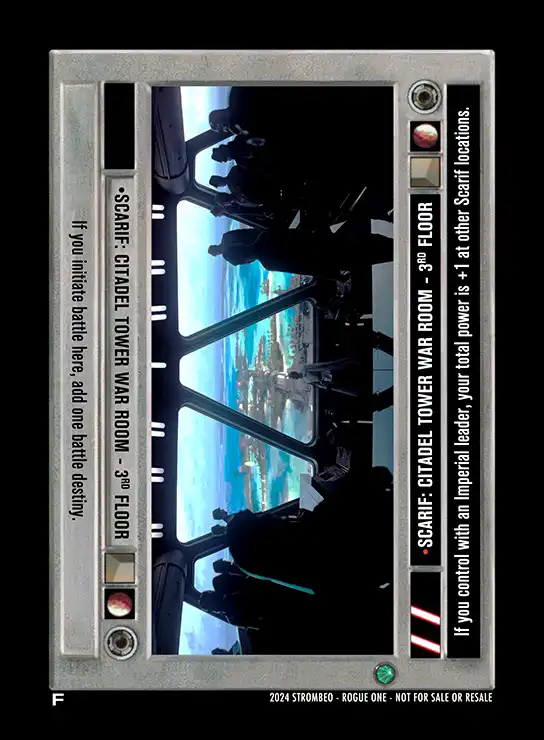 •SCARIF: CITADEL TOWER WAR ROOM - 3RD FLOOR
If you initiate battle here, add one battle destiny.
•SCARIF: CITADEL TOWER WAR ROOM - 3RD FLOOR
If you control with an Imperial leader, your total power is +1 at other Scarif locations.
F
2024 STROMBEO - ROGUE ONE - NOT FOR SALE OR RESALE